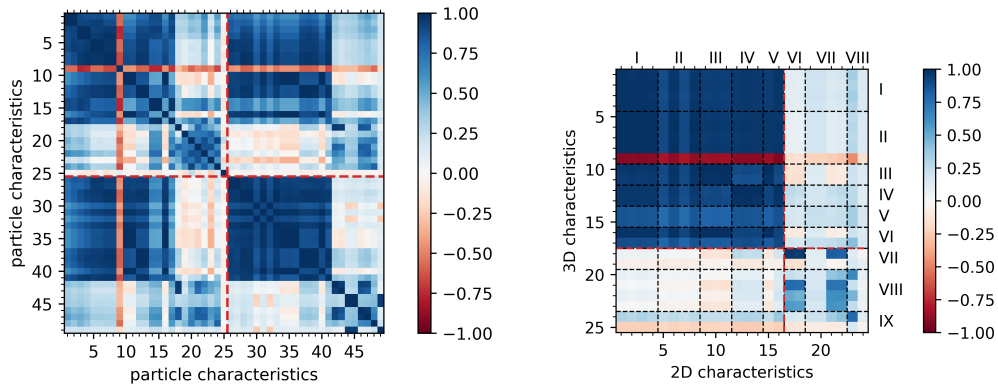 5
10
15
20
25
30
35
40
45
5 10 15 20 25 30 35 40 45
particle characteristics
particle characteristics
1.00
0.75
0.50
0.25
0.00
−0.25
−0.50
−0.75
−1.00
I II III IV V VI VII VIII
5
10
15
20
25
I
II
III
IV
V
VI
VII
VIII
IX
5 10 15 20
3D characteristics
2D characteristics
1.00
0.75
0.50
0.25
0.00
−0.25
−0.50
−0.75
−1.00